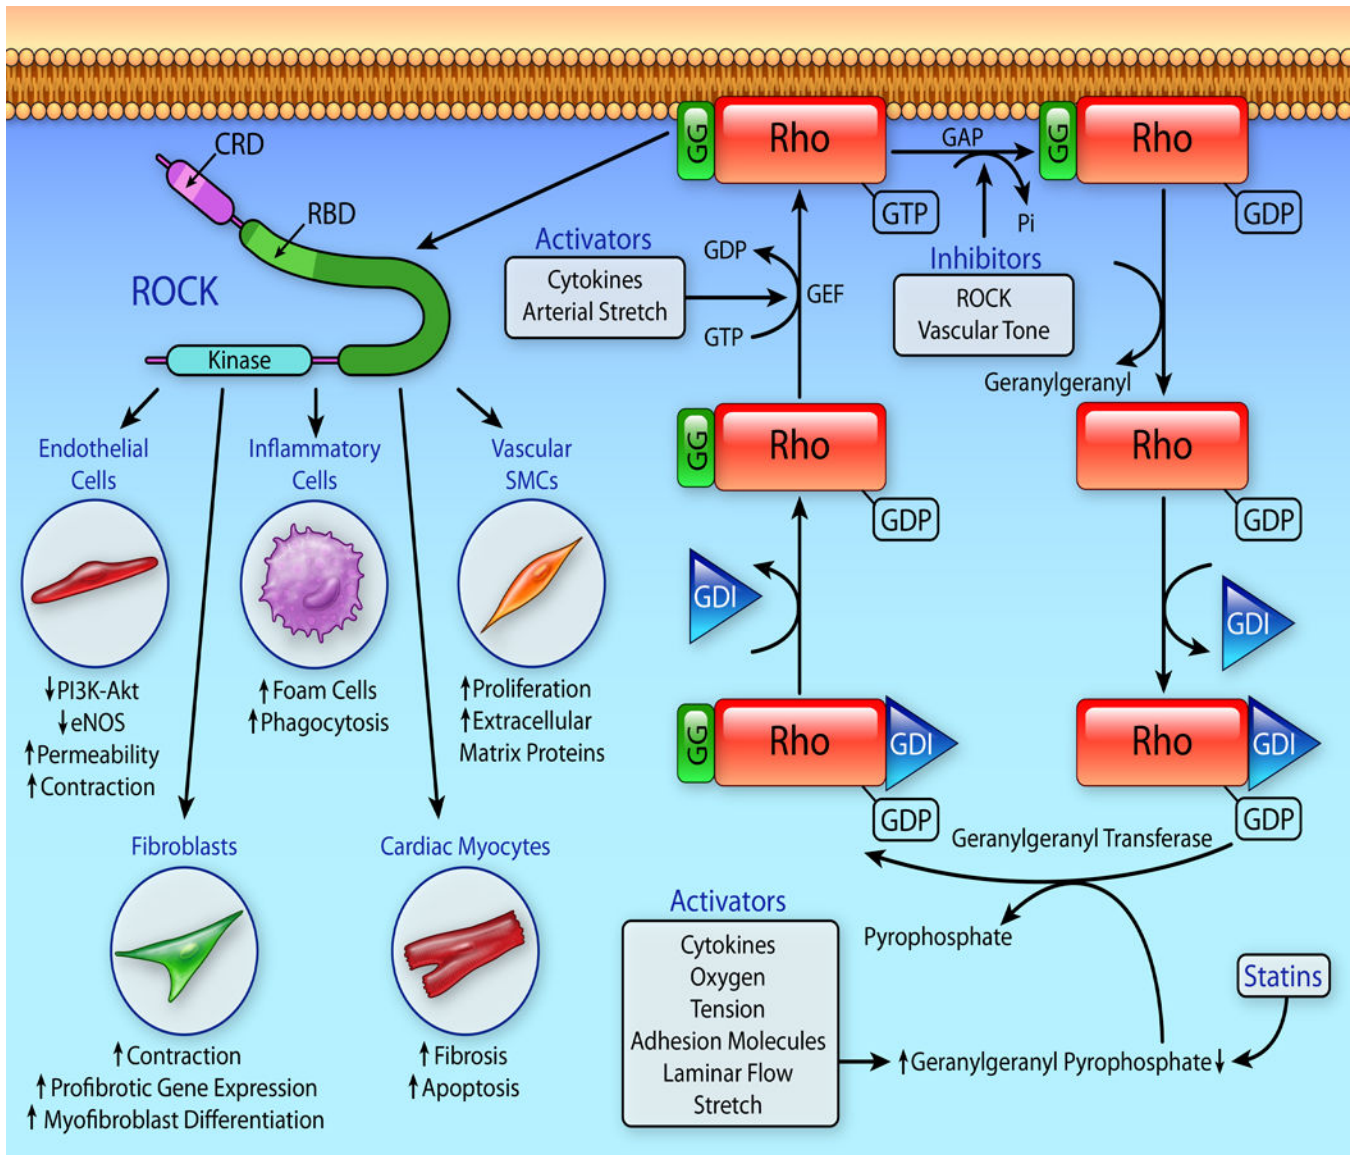 CRD
RBD
ROCK
Kinase
GG
Rho
GTP
GAP
Pi
GG
Rho
GDP
Activators
Cytokines
Arterial Stretch
GDP
GEF
GTP
Inhibitors
ROCK
Vascular Tone
Geranylgeranyl
GG
Rho
GDP
Rho
GDP
GDI
GDI
GG
Rho
GDI
GDP
Rho
GDI
GDP
Endothelial
Cells
↓PI3K-Akt
↓eNOS
↑Permeability
↑Contraction
Inflammatory
Cells
↑Foam Cells
↑Phagocytosis
Vascular
SMCs
↑Proliferation
↑Extracellular
Matrix Proteins
Fibroblasts
↑Contraction
↑Profibrotic Gene Expression
↑Myofibroblast Differentiation
Cardiac Myocytes
↑Fibrosis
↑Apoptosis
Geranylgeranyl Transferase
Pyrophosphate
Activators
Cytokines
Oxygen
Tension
Adhesion Molecules
Laminar Flow
Stretch
↑Geranylgeranyl Pyrophosphate↓
Statins